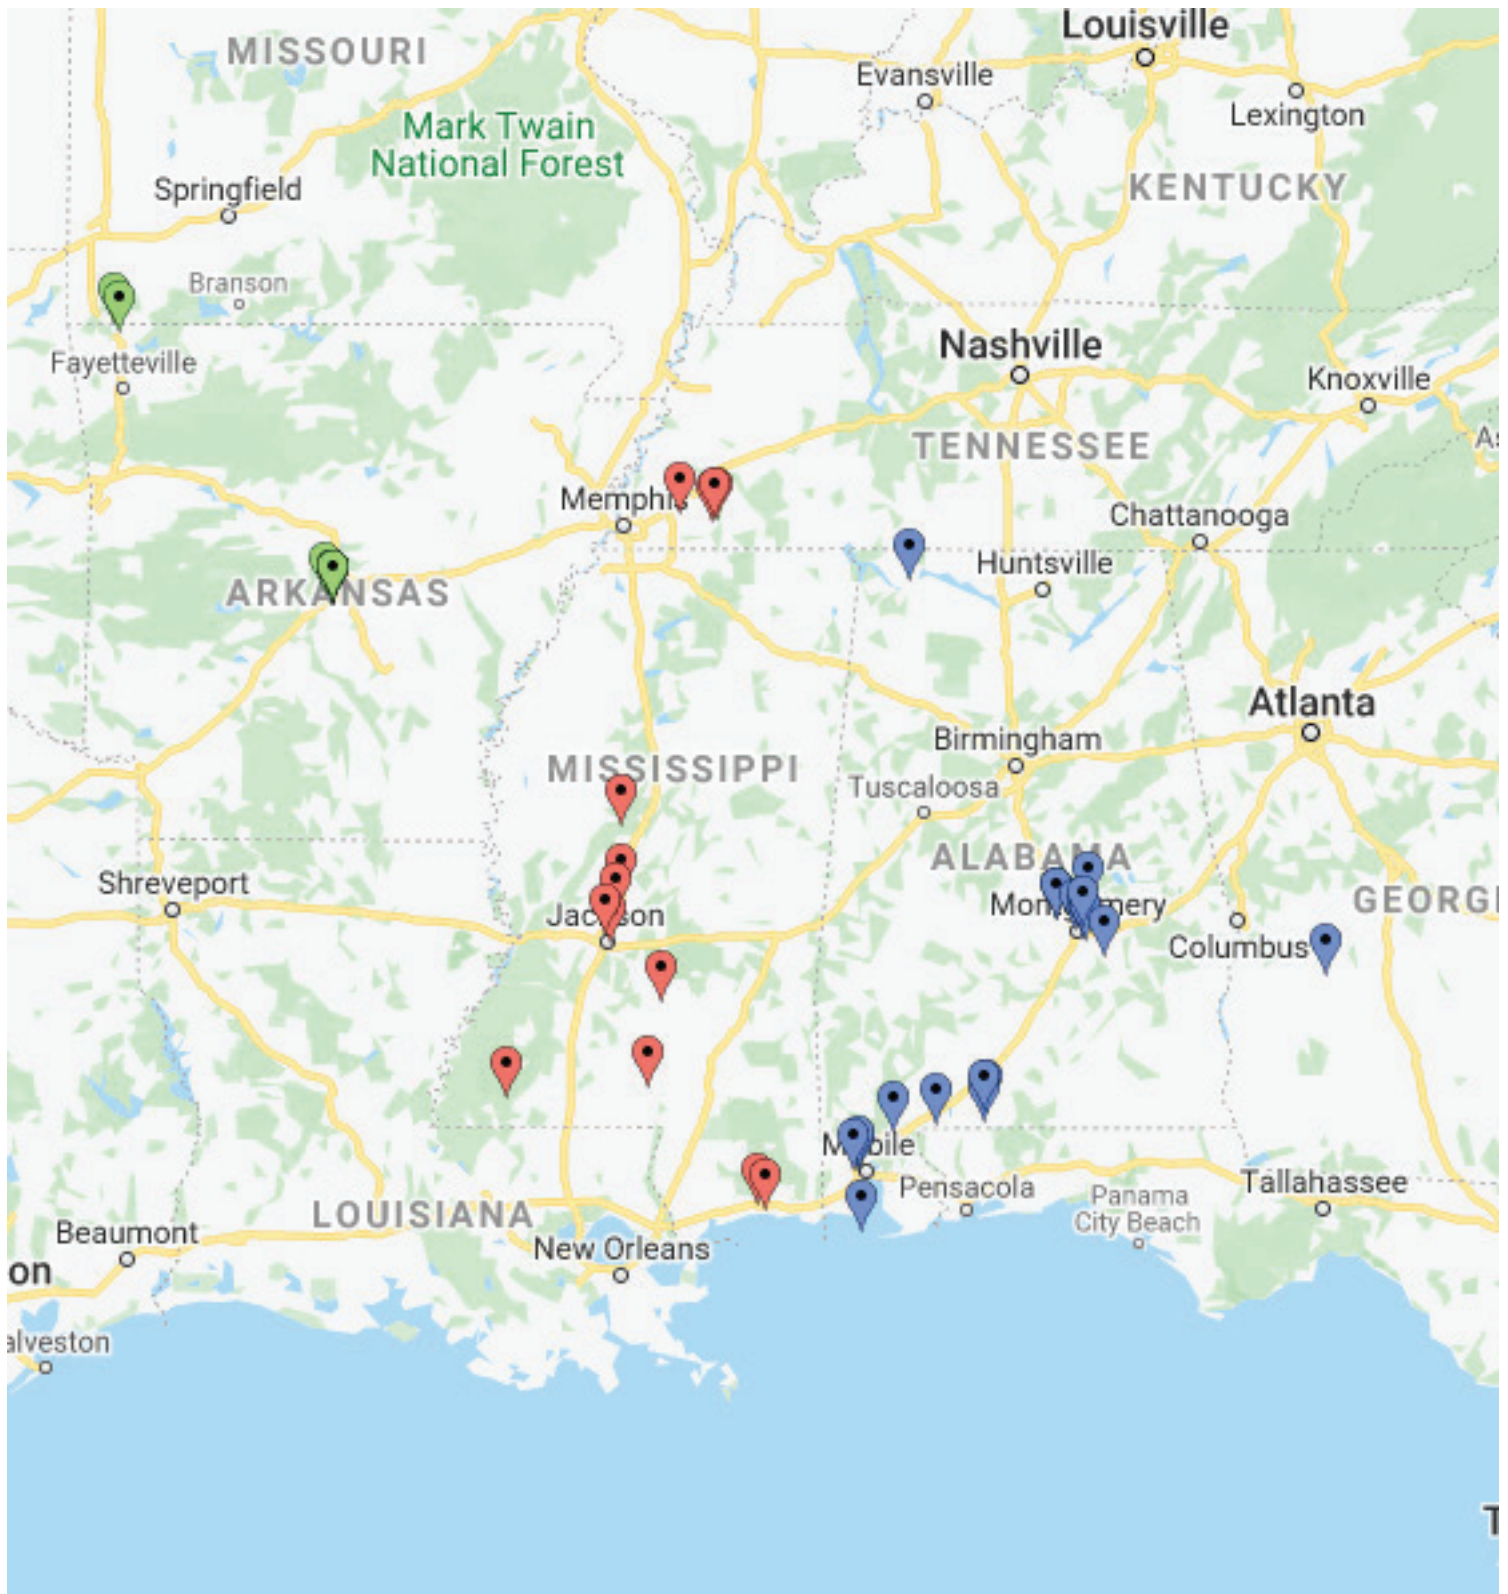 Louisville
MISSOURI
Evansville
Lexington
Mark Twain
National Forest
KENTUCKY
Springfield
Branson
Nashville
Fayetteville
Knoxville
TENNESSEE
Memphis
Chattanooga
Huntsville
ARKANSAS
Atlanta
Birmingham
MISSISSIPPI
Tuscaloosa
ALABAMA
Shreveport
GEORGI
Jackson
Montgomery
Columbus
Mobile
Pensacola
Tallahassee
Panama
City Beach
LOUISIANA
Beaumont
New Orleans
on
alveston
T